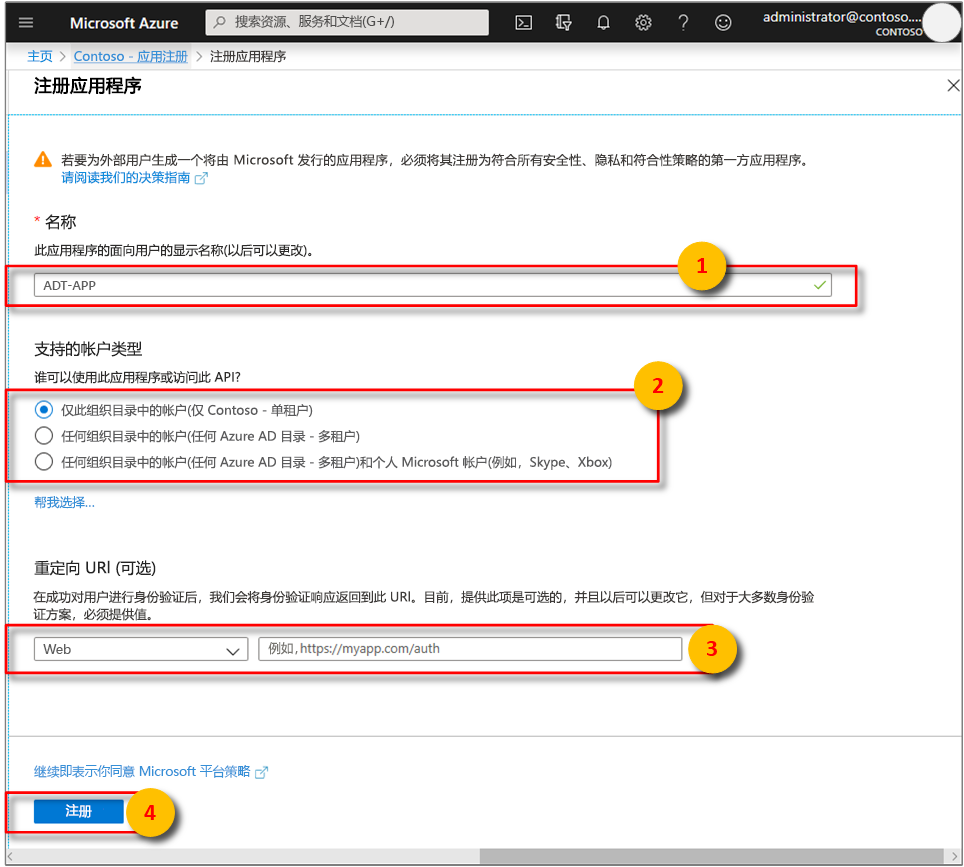 Microsoft Azure
搜索资源、服务和文档(G+/)
administrator@contoso....
CONTOSO
主页 > Contoso - 应用注册 > 注册应用程序
注册应用程序
若要为外部用户生成一个将由 Microsoft 发行的应用程序，必须将其注册为符合所有安全性、隐私和符合性策略的第一方应用程序。
请阅读我们的决策指南
* 名称
此应用程序的面向用户的显示名称(以后可以更改)。
1
ADT-APP
支持的帐户类型
谁可以使用此应用程序或访问此 API?
2
仅此组织目录中的帐户(仅 Contoso - 单租户)
任何组织目录中的帐户(任何 Azure AD 目录 - 多租户)
任何组织目录中的帐户(任何 Azure AD 目录 - 多租户)和个人 Microsoft 帐户(例如，Skype、Xbox)
帮我选择...
重定向 URI (可选)
在成功对用户进行身份验证后，我们会将身份验证响应返回到此 URI。目前，提供此项是可选的，并且以后可以更改它，但对于大多数身份验
证方案，必须提供值。
Web 例如,https://myapp.com/auth 3
继续即表示你同意 Microsoft 平台策略
注册 4